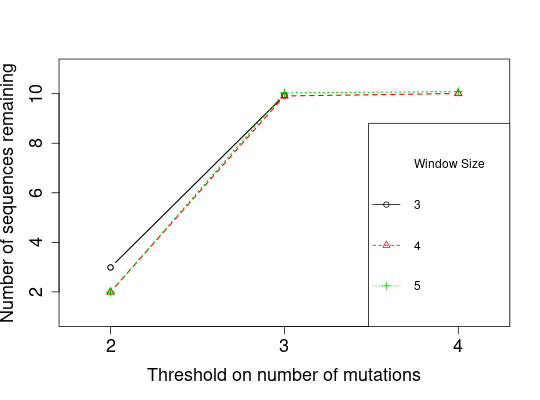 Number of sequences remaining
10
8
6
4
2
Window Size
3
4
5
2 3 4
Threshold on number of mutations